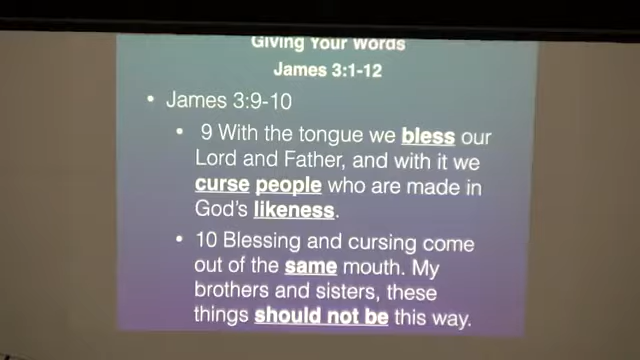 Giving Your Words
James 3:1-12
• James 3:9-10
• 9 With the tongue we bless our
Lord and Father, and with it we
curse people who are made in
God's likeness.
• 10 Blessing and cursing come
out of the same mouth. My
brothers and sisters, these
things should not be this way.